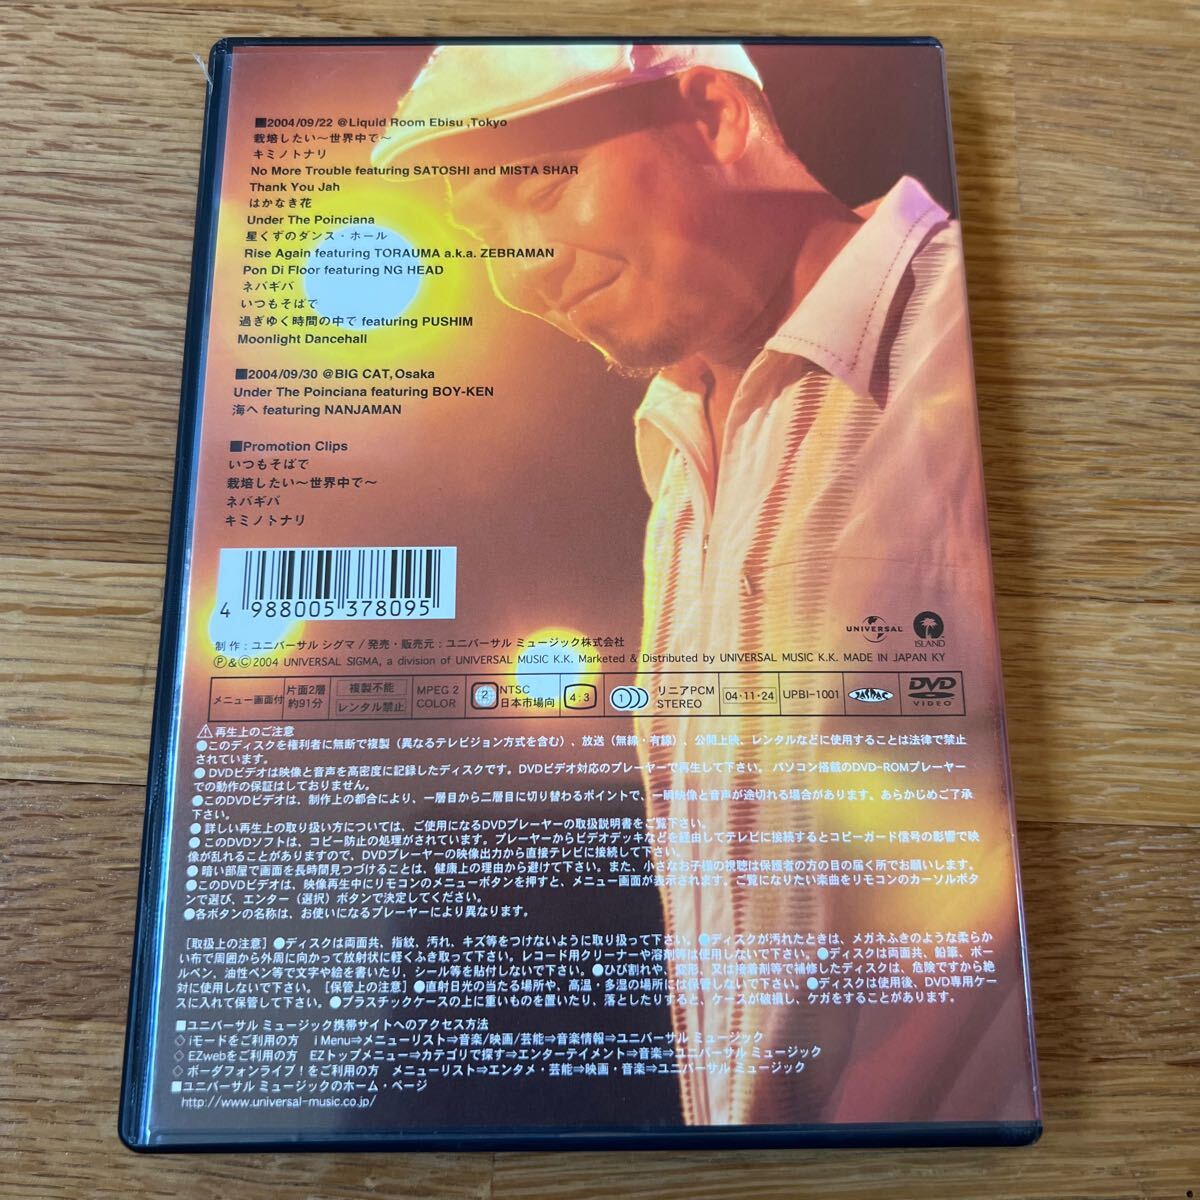 ■2004/09/22 @Liquid Room Ebisu ,Tokyo
栽培したい～世界中で～
キミノトナリ
No More Trouble featuring SATOSHI and MISTA SHAR
Thank You Jah
はかなき花
Under The Poinciana
星くずのダンス・ホール
Rise Again featuring TORAUMA a.k.a. ZEBRAMAN
Pon Di Floor featuring NG HEAD
ネバギバ
いつもそばで
過ぎゆく時間の中で featuring PUSHIM
Moonlight Dancehall
■2004/09/30 @BIG CAT, Osaka
Under The Poinciana featuring BOY-KEN
海へ featuring NANJAMAN
■Promotion Clips
いつもそばで
栽培したい～世界中で～
ネバギバ
キミノトナリ
4 988005 378095
UNIVERSAL
ISLAND
制作：ユニバーサル シグマ / 発売・販売元：ユニバーサル ミュージック株式会社
Ⓟ&Ⓒ2004 UNIVERSAL SIGMA, a division of UNIVERSAL MUSIC K.K. Marketed & Distributed by UNIVERSAL MUSIC K.K. MADE IN JAPAN KY
メニュー画面付 片面2層 約91分 複製不能 レンタル禁止 MPEG 2 COLOR 2 NTSC 日本市場向 4:3 1 リニアPCM STEREO 04・11・24 UPBI-1001 JASRAC DVD VIDEO
⚠再生上のご注意
●このディスクを権利者に無断で複製（異なるテレビジョン方式を含む）、放送（無線・有線）、公開上映、レンタルなどに使用することは法律で禁止
されています。
●DVDビデオは映像と音声を高密度に記録したディスクです。DVDビデオ対応のプレーヤーで再生して下さい。パソコン搭載のDVD-ROMプレーヤー
での動作の保証はしておりません。
●このDVDビデオは、制作上の都合により、一層目から二層目に切り替わるポイントで、一瞬映像と音声が途切れる場合があります。あらかじめご了承
下さい。
●詳しい再生上の取り扱い方については、ご使用になるDVDプレーヤーの取扱説明書をご覧下さい。
●このDVDソフトは、コピー防止の処理がされています。プレーヤーからビデオデッキなどを経由してテレビに接続するとコピーガード信号の影響で映
像が乱れることがありますので、DVDプレーヤーの映像出力から直接テレビに接続して下さい。
●暗い部屋で画面を長時間見つづけることは、健康上の理由から避けて下さい。また、小さなお子様の視聴は保護者の方の目の届く所でお願いします。
●このDVDビデオは、映像再生中にリモコンのメニューボタンを押すと、メニュー画面が表示されます。ご覧になりたい楽曲をリモコンのカーソルボタ
ンで選び、エンター（選択）ボタンで決定してください。
●各ボタンの名称は、お使いになるプレーヤーにより異なります。
［取扱上の注意］●ディスクは両面共、指紋、汚れ、キズ等をつけないように取り扱って下さい。●ディスクが汚れたときは、メガネふきのような柔らか
い布で周囲から外周に向かって放射状に軽くふき取って下さい。レコード用クリーナーや溶剤等は使用しないで下さい。●ディスクは両面共、鉛筆、ボー
ルペン、油性ペン等で文字や絵を書いたり、シール等を貼付しないで下さい。●ひび割れや、変形、又は接着剤等で補修したディスクは、危険ですから絶
対に使用しないで下さい。［保管上の注意］●直射日光の当たる場所や、高温・多湿の場所には保管しないで下さい。●ディスクは使用後、DVD専用ケー
スに入れて保管して下さい。●プラスチックケースの上に重いものを置いたり、落としたりすると、ケースが破損し、ケガをすることがあります。
■ユニバーサル ミュージック携帯サイトへのアクセス方法
◇iモードをご利用の方　i Menu⇒メニューリスト⇒音楽/映画/芸能⇒音楽情報⇒ユニバーサル ミュージック
◇EZwebをご利用の方　EZトップメニュー⇒カテゴリで探す⇒エンターテイメント⇒音楽⇒ユニバーサル ミュージック
◇ボーダフォンライブ！をご利用の方　メニューリスト⇒エンタメ・芸能⇒映画・音楽⇒ユニバーサル ミュージック
■ユニバーサル ミュージックのホーム・ページ
http://www.universal-music.co.jp/